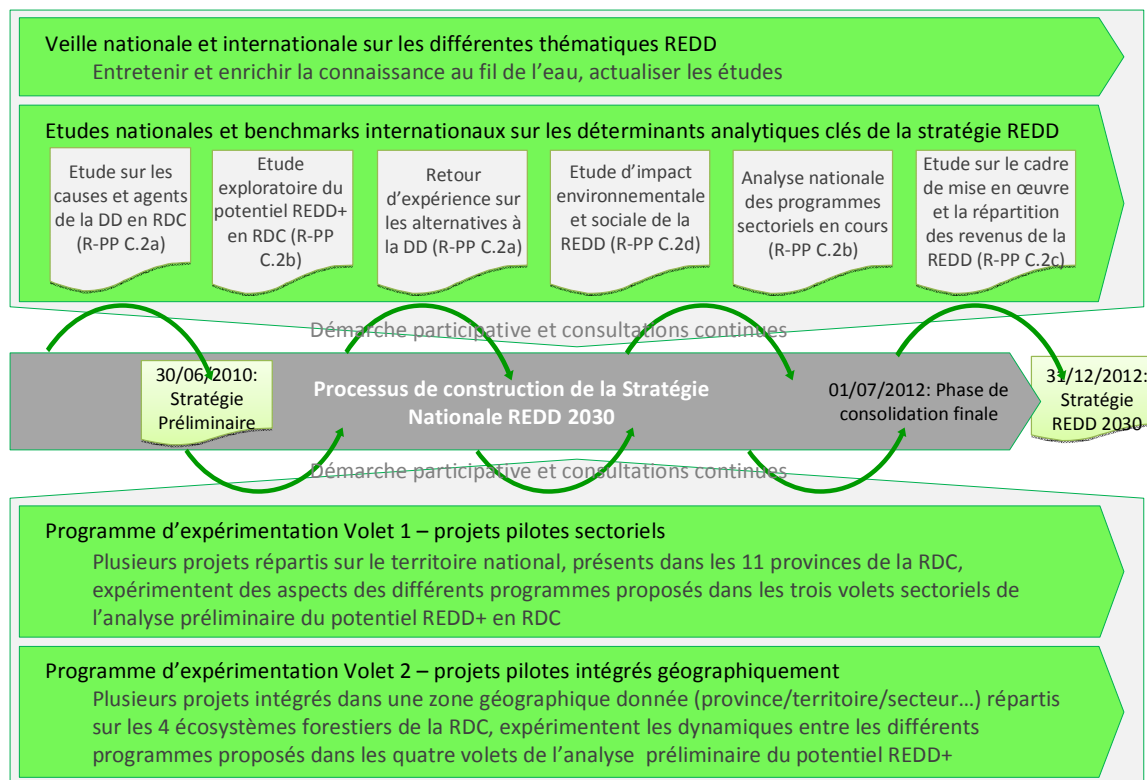 Veille nationale et internationale sur les différentes thématiques REDD
Entretenir et enrichir la connaissance au fil de l'eau, actualiser les études
Etudes nationales et benchmarks internationaux sur les déterminants analytiques clés de la stratégie REDD
Etude sur les
causes et agents
de la DD en RDC
(R-PP C.2a)
Etude
exploratoire du
potentiel REDD+
en RDC (R-PP
C.2b)
Retour
d'expérience sur
les alternatives à
la DD (R-PP C.2a)
Etude d'impact
environnementale
et sociale de la
REDD (R-PP C.2d)
Analyse nationale
des programmes
sectoriels en cours
(R-PP C.2b)
Etude sur le cadre
de mise en œuvre
et la répartition
des revenus de la
REDD (R-PP C.2c)
Démarche participative et consultations continues
30/06/2010:
Stratégie
Préliminaire
Processus de construction de la Stratégie
Nationale REDD 2030
01/07/2012: Phase de
consolidation finale
31/12/2012:
Stratégie
REDD 2030
Démarche participative et consultations continues
Programme d'expérimentation Volet 1 – projets pilotes sectoriels
Plusieurs projets répartis sur le territoire national, présents dans les 11 provinces de la RDC,
expérimentent des aspects des différents programmes proposés dans les trois volets sectoriels de
l'analyse préliminaire du potentiel REDD+ en RDC
Programme d'expérimentation Volet 2 – projets pilotes intégrés géographiquement
Plusieurs projets intégrés dans une zone géographique donnée (province/territoire/secteur…) répartis
sur les 4 écosystèmes forestiers de la RDC, expérimentent les dynamiques entre les différents
programmes proposés dans les quatre volets de l'analyse préliminaire du potentiel REDD+